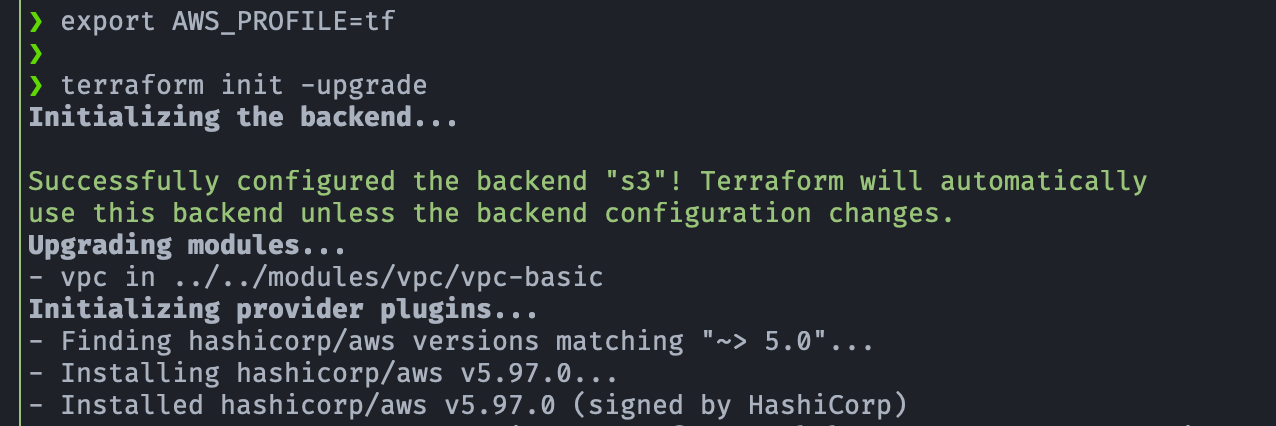 ❯ export AWS_PROFILE=tf
❯
❯ terraform init -upgrade
Initializing the backend...
Successfully configured the backend "s3"! Terraform will automatically
use this backend unless the backend configuration changes.
Upgrading modules...
- vpc in ../../modules/vpc/vpc-basic
Initializing provider plugins...
- Finding hashicorp/aws versions matching "~> 5.0"...
- Installing hashicorp/aws v5.97.0...
- Installed hashicorp/aws v5.97.0 (signed by HashiCorp)